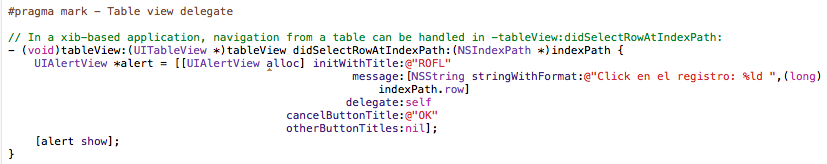 #pragma mark - Table view delegate
// In a xib-based application, navigation from a table can be handled in -tableView:didSelectRowAtIndexPath:
- (void)tableView:(UITableView *)tableView didSelectRowAtIndexPath:(NSIndexPath *)indexPath {
UIAlertView *alert = [[UIAlertView alloc] initWithTitle:@"ROFL"
message:[NSString stringWithFormat:@"Click en el registro: %ld ",(long)
indexPath.row]
delegate:self
cancelButtonTitle:@"OK"
otherButtonTitles:nil];
[alert show];
}